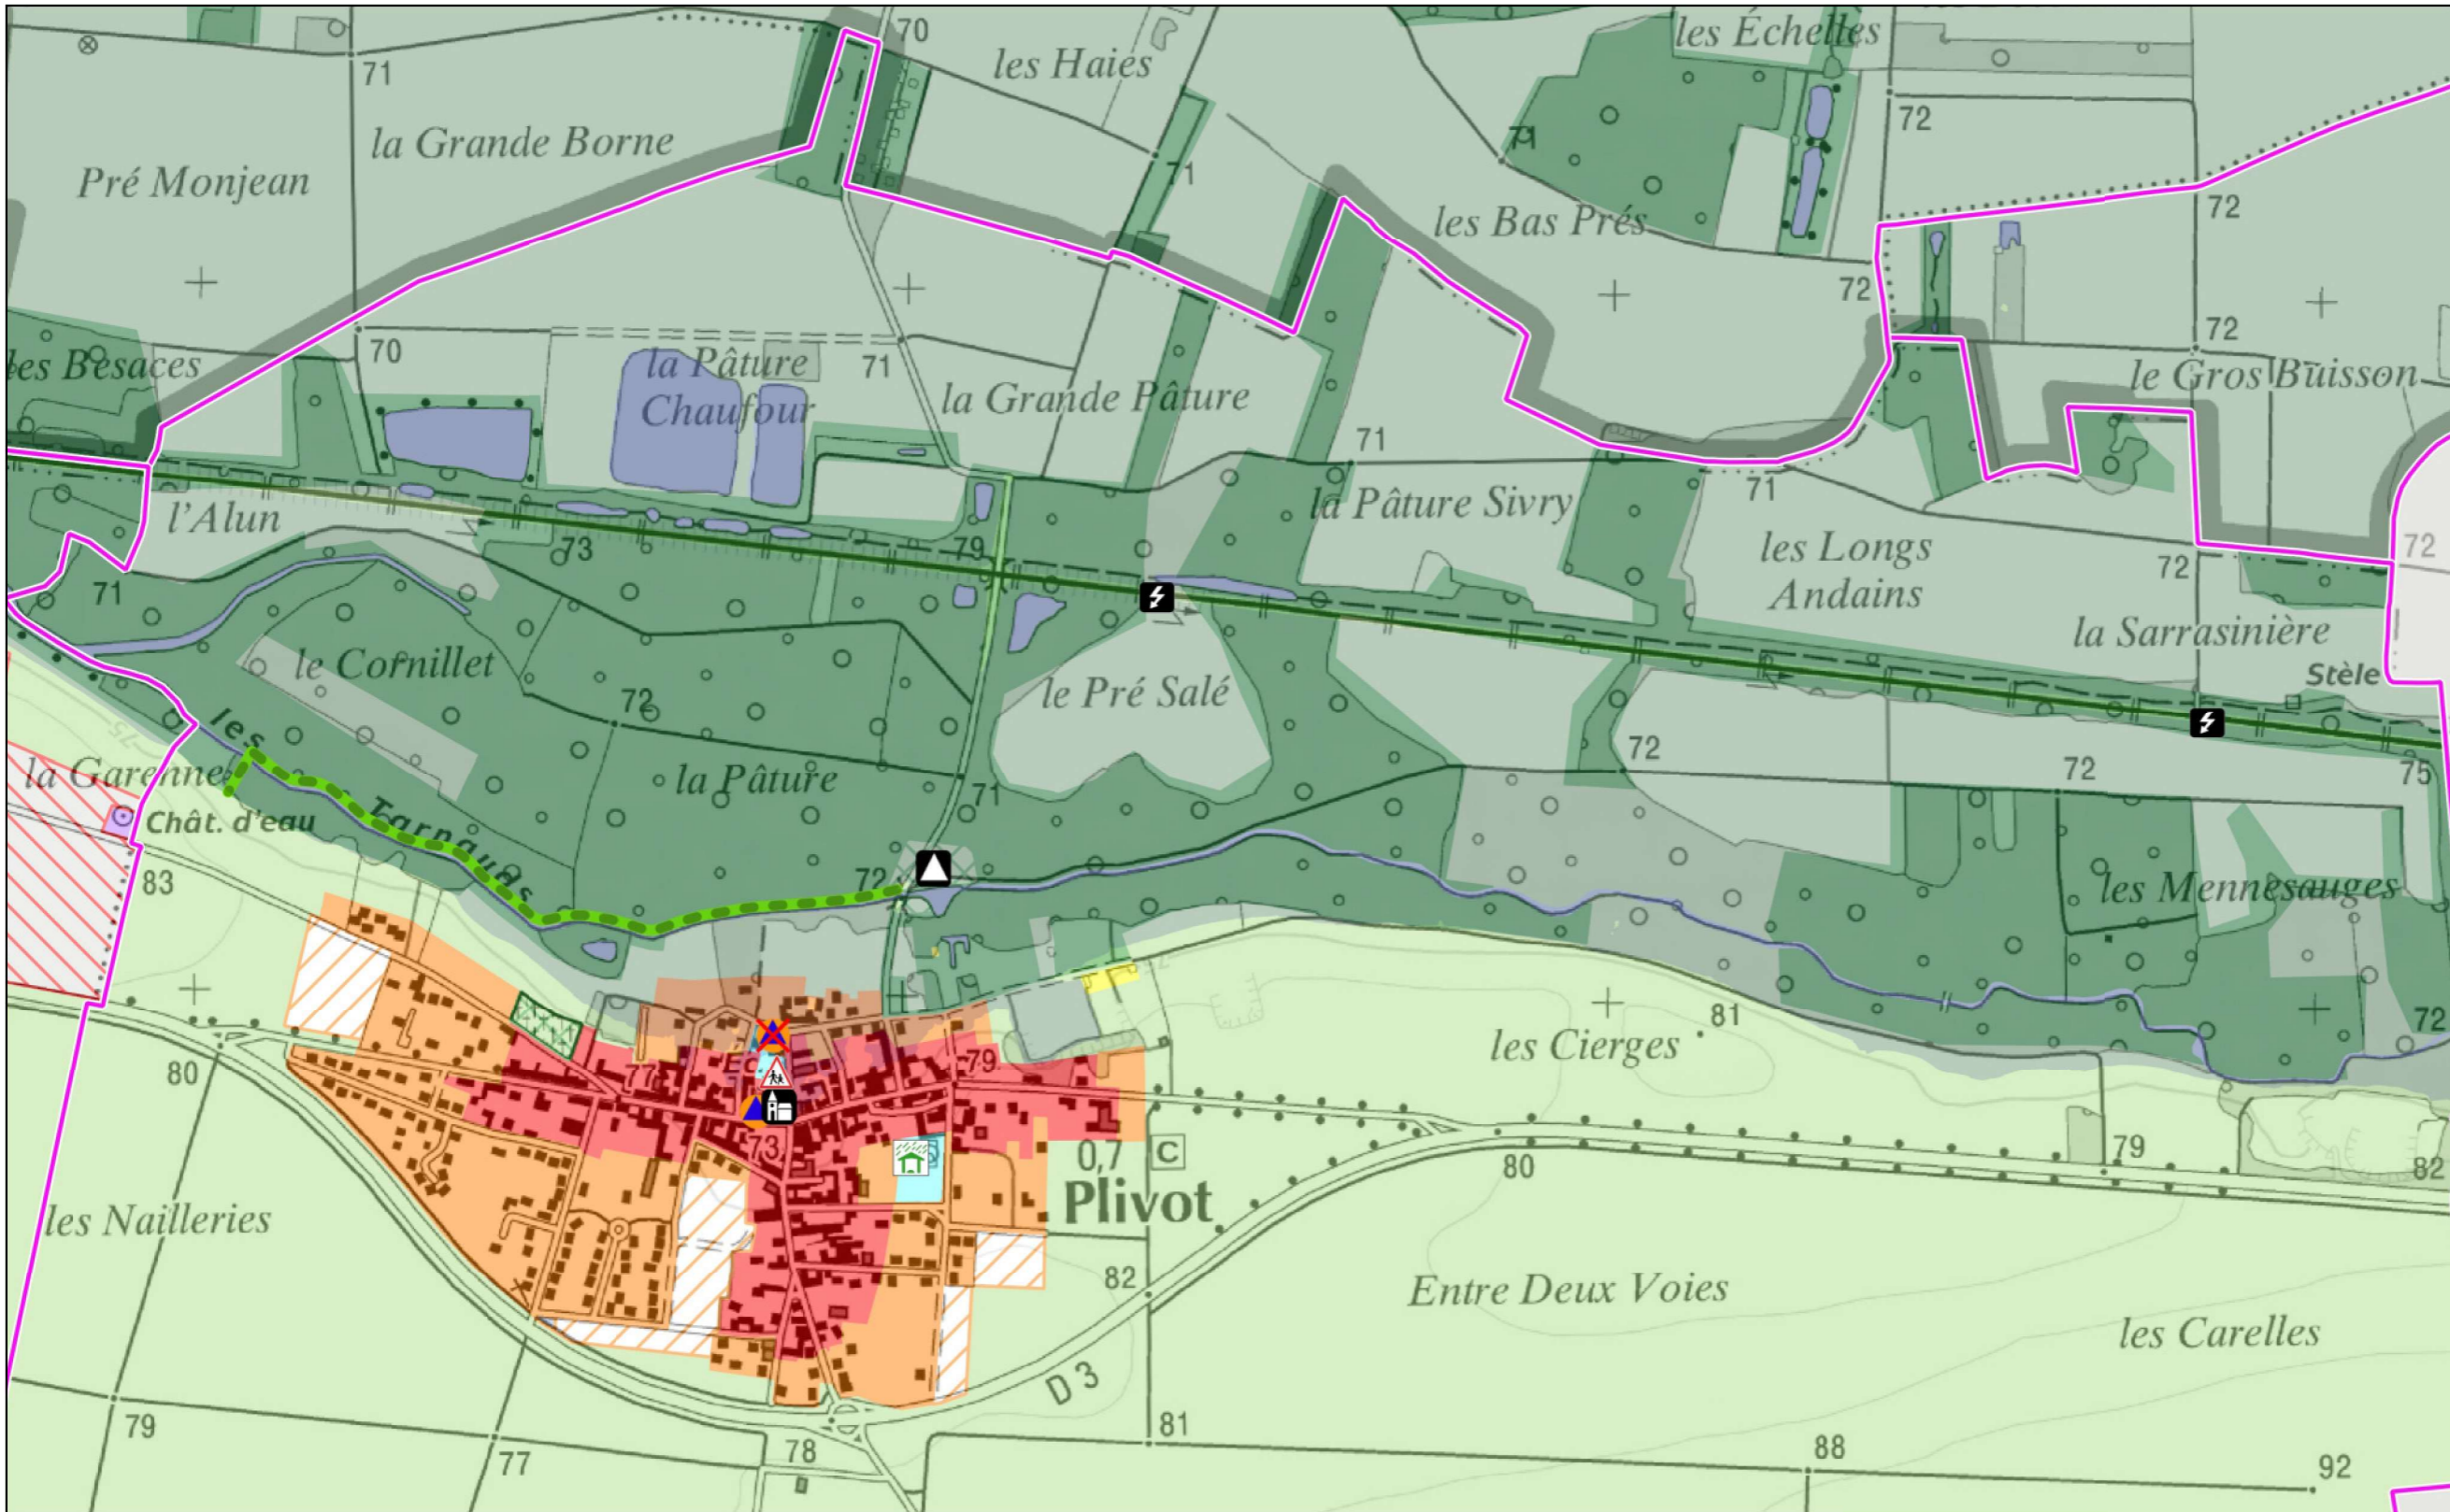 70
les Haies
les Échelles
71
la Grande Borne
72
71
71
Pré Monjean
les Bas Prés
72
72
72
les Besaces
70
la Pâture
Chaufour
71
la Grande Pâture
le Gros Buisson
71
71
l'Alun
la Pâture Sivry
les Longs
Andains
72
72
73
79
71
la Sarrasinière
Stèle
le Cornillet
le Pré Salé
72
les Tarnauds
72
72
75
la Garenne
la Pâture
71
75
Chât. d'eau
83
72
les Mennesauges
75
81
72
les Cierges
80
77
Éc
79
73
0,7
C
80
79
82
Plivot
les Nailleries
82
Entre Deux Voies
les Carelles
D 3
79
81
78
77
88
92